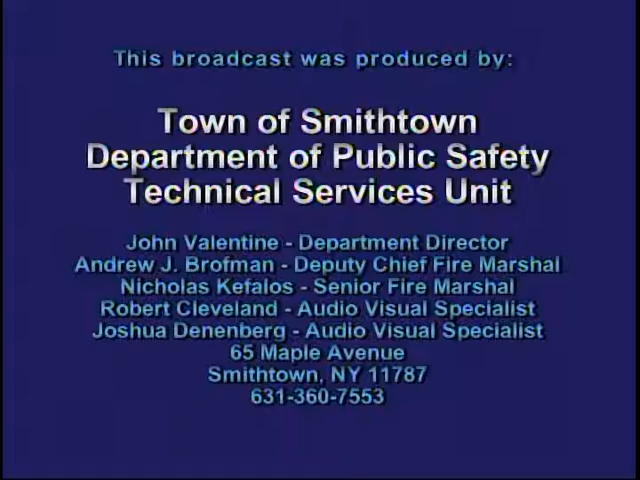 This broadcast was produced by:
Town of Smithtown
Department of Public Safety
Technical Services Unit
John Valentine - Department Director
Andrew J. Brofman - Deputy Chief Fire Marshal
Nicholas Kefalos - Senior Fire Marshal
Robert Cleveland - Audio Visual Specialist
Joshua Denenberg - Audio Visual Specialist
65 Maple Avenue
Smithtown, NY 11787
631-360-7553